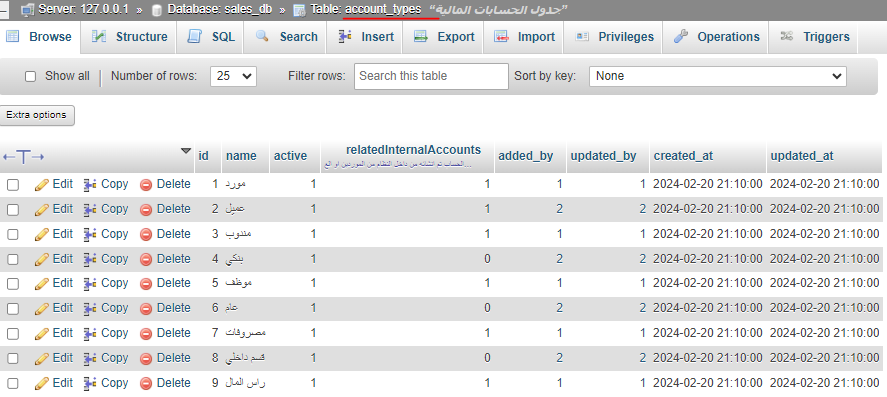 Server: 127.0.0.1 » Database: sales_db » Table: account_types "جدول الحسابات المالية"
Browse Structure SQL Search Insert Export Import Privileges Operations Triggers
Show all Number of rows: 25 Filter rows: Search this table Sort by key: None
Extra options
←T→ id name active relatedInternalAccounts added_by updated_by created_at updated_at
...الحساب تم انشائه من داخل النظام من الموردين او الع
Edit Copy Delete 1 مورد 1 1 1 1 2024-02-20 21:10:00 2024-02-20 21:10:00
Edit Copy Delete 2 عميل 1 1 2 2 2024-02-20 21:10:00 2024-02-20 21:10:00
Edit Copy Delete 3 مندوب 1 1 1 1 2024-02-20 21:10:00 2024-02-20 21:10:00
Edit Copy Delete 4 بنكي 1 0 2 2 2024-02-20 21:10:00 2024-02-20 21:10:00
Edit Copy Delete 5 موظف 1 1 1 1 2024-02-20 21:10:00 2024-02-20 21:10:00
Edit Copy Delete 6 عام 1 0 2 2 2024-02-20 21:10:00 2024-02-20 21:10:00
Edit Copy Delete 7 مصروفات 1 1 1 1 2024-02-20 21:10:00 2024-02-20 21:10:00
Edit Copy Delete 8 قسم داخلي 1 0 2 2 2024-02-20 21:10:00 2024-02-20 21:10:00
Edit Copy Delete 9 راس المال 1 1 1 1 2024-02-20 21:10:00 2024-02-20 21:10:00